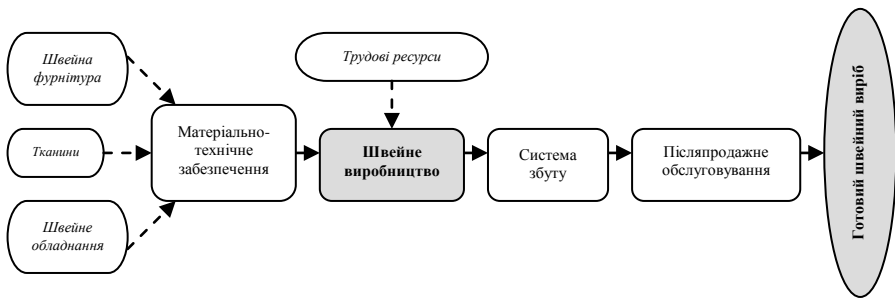 Швейна
фурнітура
Тканини
Швейне
обладнання
Матеріально-
технічне
забезпечення
Трудові ресурси
Швейне
виробництво
Система
збуту
Післяпродажне
обслуговування
Готовий швейний виріб